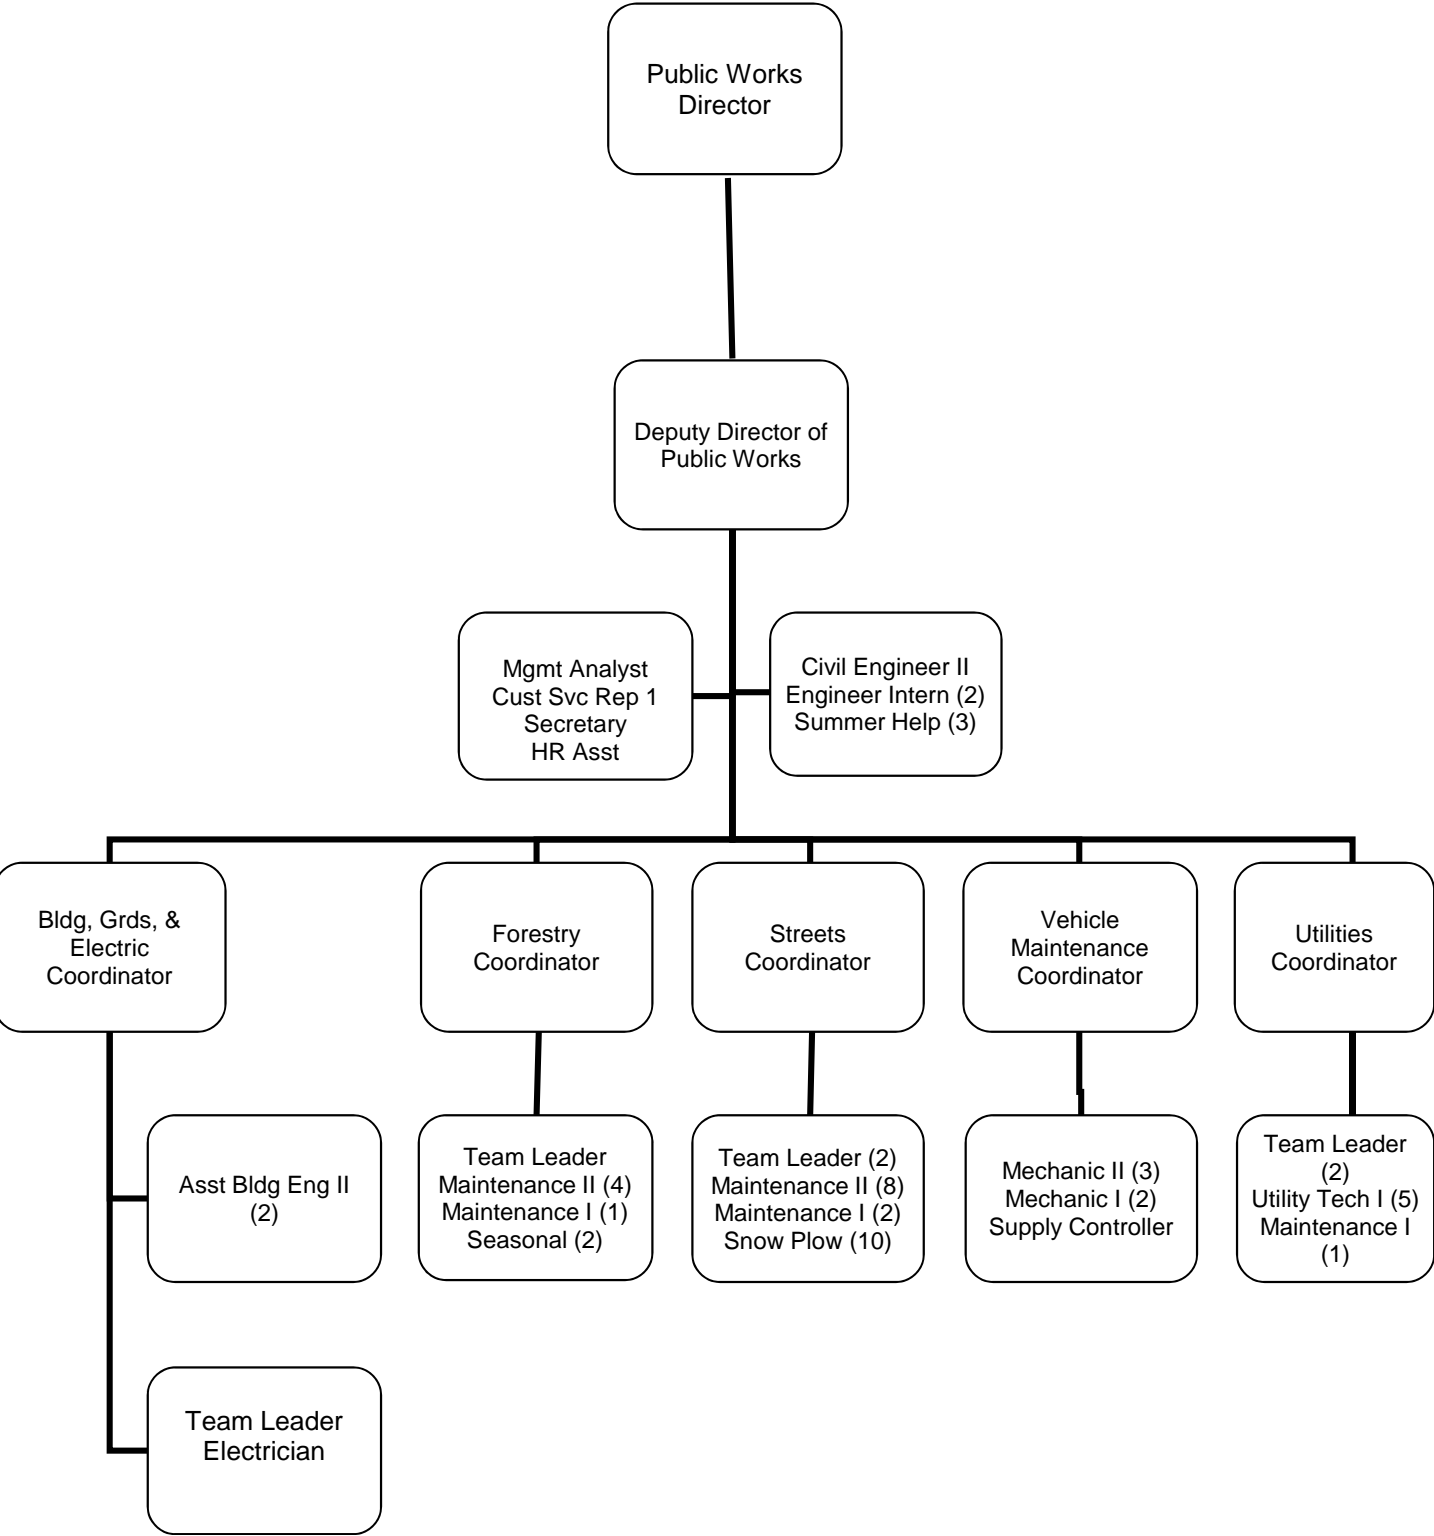 Public Works
Director
Deputy Director of
Public Works
Mgmt Analyst
Cust Svc Rep 1
Secretary
HR Asst
Civil Engineer II
Engineer Intern (2)
Summer Help (3)
Bldg, Grds, &
Electric
Coordinator
Forestry
Coordinator
Streets
Coordinator
Vehicle
Maintenance
Coordinator
Utilities
Coordinator
Asst Bldg Eng II
(2)
Team Leader
Maintenance II (4)
Maintenance I (1)
Seasonal (2)
Team Leader (2)
Maintenance II (8)
Maintenance I (2)
Snow Plow (10)
Mechanic II (3)
Mechanic I (2)
Supply Controller
Team Leader
(2)
Utility Tech I (5)
Maintenance I
(1)
Team Leader
Electrician